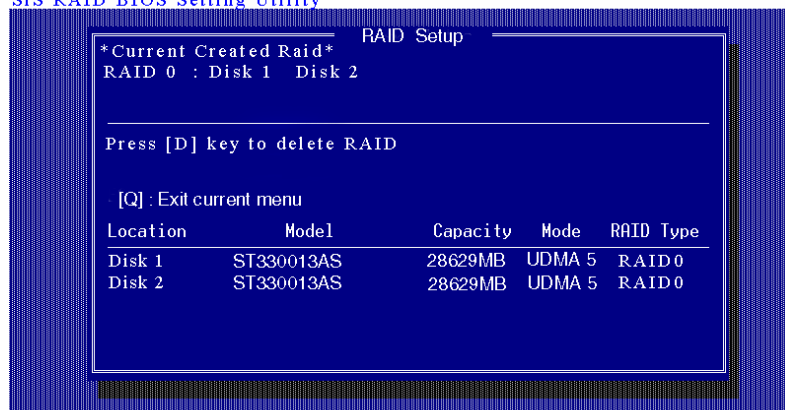 SiS RAID BIOS Setting Utility
RAID Setup
*Current Created Raid*
RAID 0 : Disk 1 Disk 2
Press [D] key to delete RAID
[Q] : Exit current menu
Location Model Capacity Mode RAID Type
Disk 1 ST330013AS 28629MB UDMA 5 RAID0
Disk 2 ST330013AS 28629MB UDMA 5 RAID0